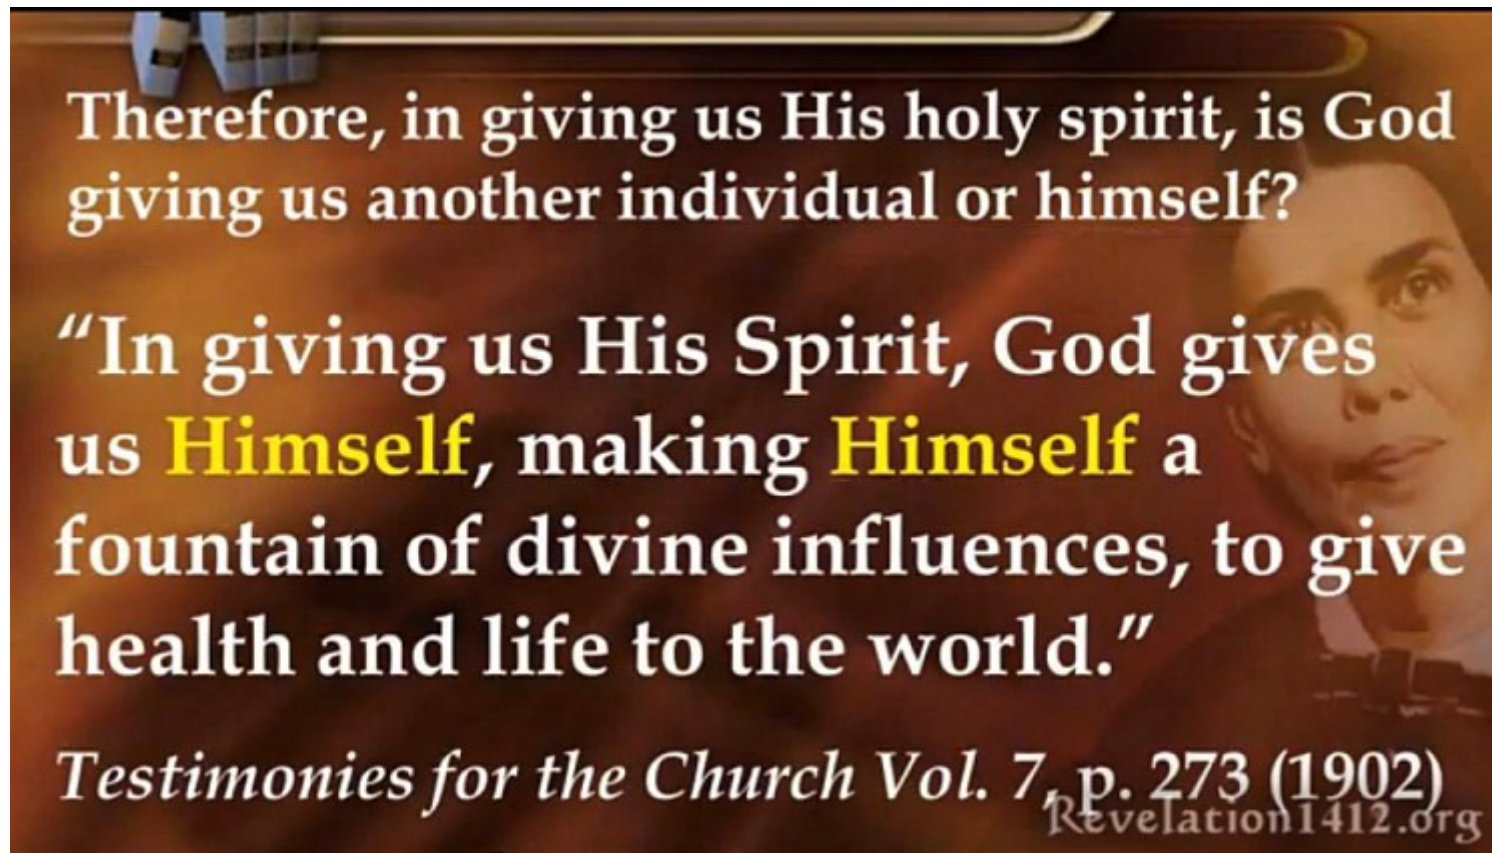 Therefore, in giving us His holy spirit, is God
giving us another individual or himself?
“In giving us His Spirit, God gives
us Himself, making Himself a
fountain of divine influences, to give
health and life to the world.”
Testimonies for the Church Vol. 7, p. 273 (1902)
Revelation1412.org